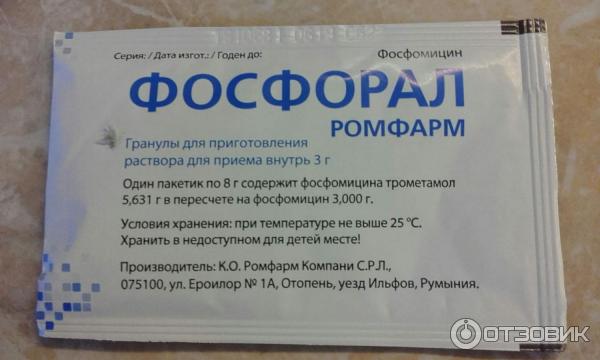 Серия: / Дата изгот.: / Годен до:
Фосфомицин
ФОСФОРАЛ
РОМФАРМ
Гранулы для приготовления
раствора для приема внутрь 3 г
Один пакетик по 8 г содержит фосфомицина трометамол
5,631 г в пересчете на фосфомицин 3,000 г.
Условия хранения: при температуре не выше 25 °С.
Хранить в недоступном для детей месте!
Производитель: К.О. Ромфарм Компани С.Р.Л.,
075100, ул. Ероилор № 1А, Отопень, уезд Ильфов, Румыния.
ОТЗОВИК